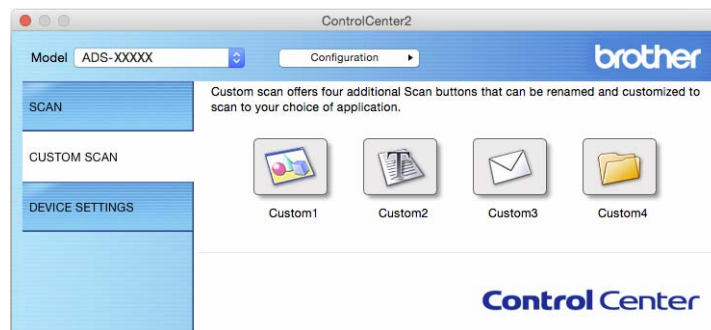 ControlCenter2
Model ADS-XXXXX Configuration brother
SCAN
CUSTOM SCAN
DEVICE SETTINGS
Custom scan offers four additional Scan buttons that can be renamed and customized to
scan to your choice of application.
Custom1 Custom2 Custom3 Custom4
Control Center